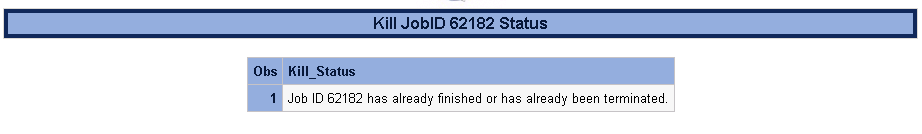 Kill JobID 62182 Status
Obs Kill_Status
1 Job ID 62182 has already finished or has already been terminated.